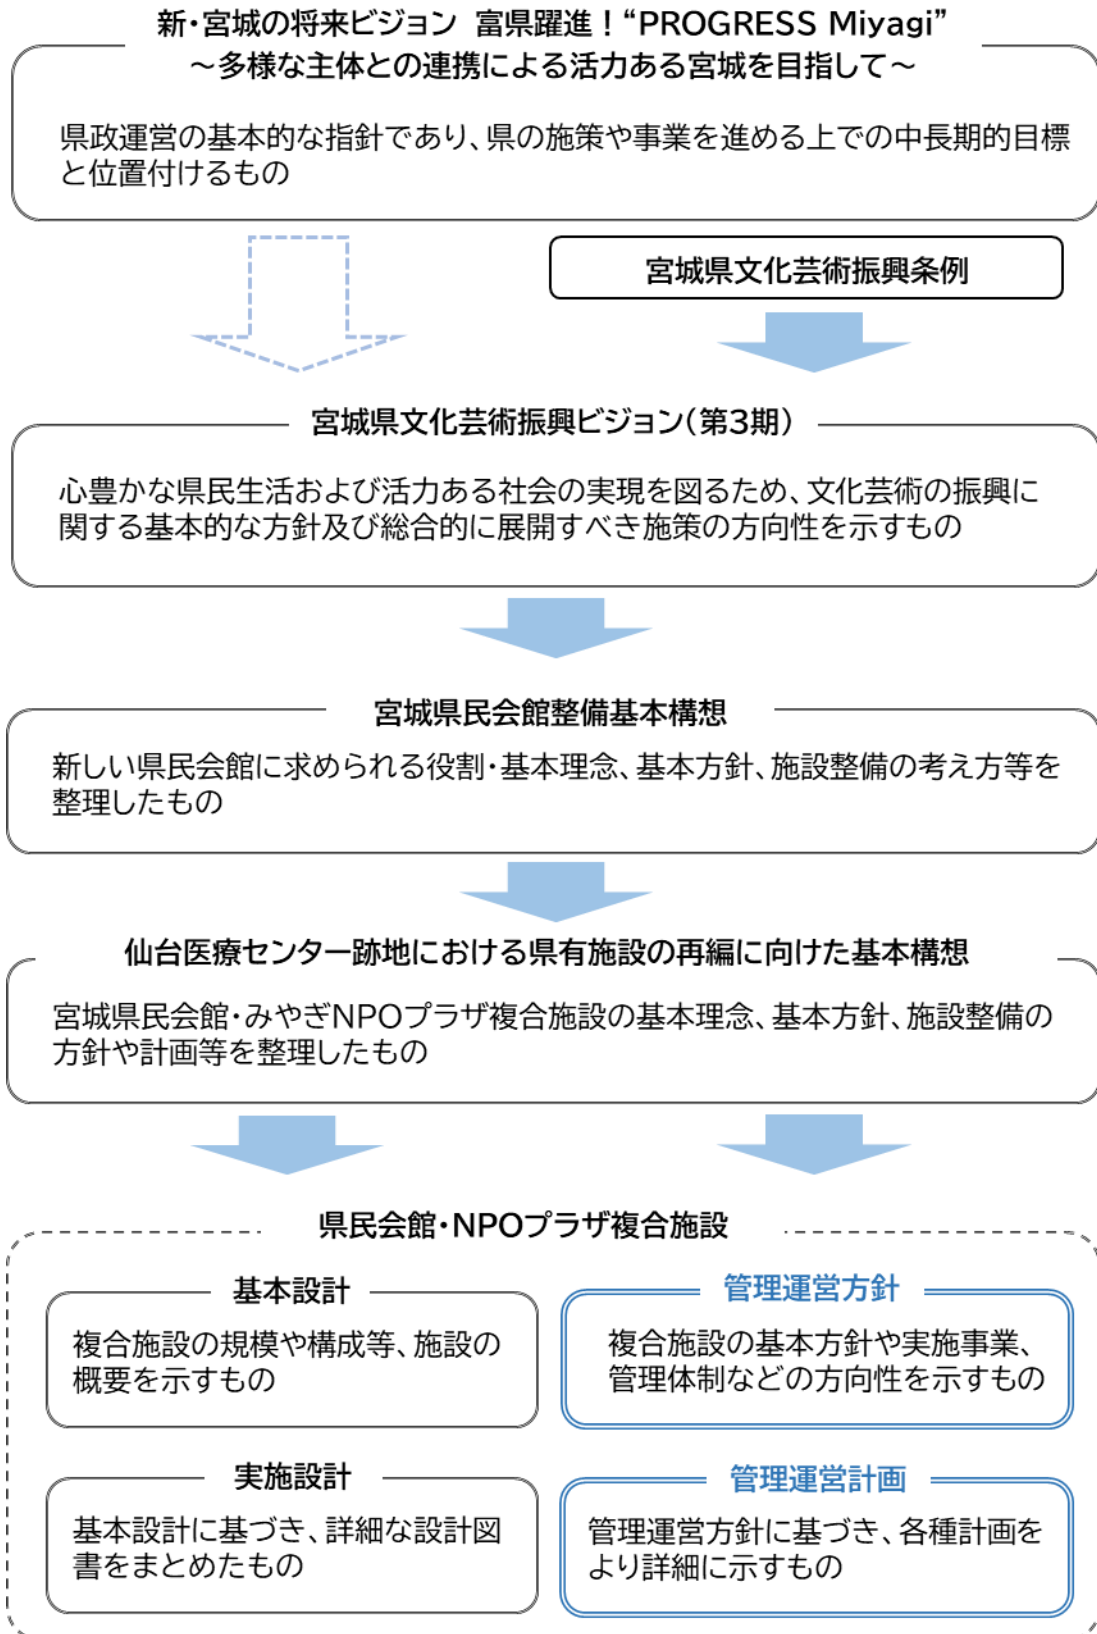 新・宮城の将来ビジョン 富県躍進！“PROGRESS Miyagi”
～多様な主体との連携による活力ある宮城を目指して～
県政運営の基本的な指針であり、県の施策や事業を進める上での中長期的目標
と位置付けるもの
宮城県文化芸術振興条例
宮城県文化芸術振興ビジョン（第3期）
心豊かな県民生活および活力ある社会の実現を図るため、文化芸術の振興に
関する基本的な方針及び総合的に展開すべき施策の方向性を示すもの
宮城県民会館整備基本構想
新しい県民会館に求められる役割・基本理念、基本方針、施設整備の考え方等を
整理したもの
仙台医療センター跡地における県有施設の再編に向けた基本構想
宮城県民会館・みやぎNPOプラザ複合施設の基本理念、基本方針、施設整備の
方針や計画等を整理したもの
県民会館・NPOプラザ複合施設
基本設計
複合施設の規模や構成等、施設の
概要を示すもの
管理運営方針
複合施設の基本方針や実施事業、
管理体制などの方向性を示すもの
実施設計
基本設計に基づき、詳細な設計図
書をまとめたもの
管理運営計画
管理運営方針に基づき、各種計画を
より詳細に示すもの